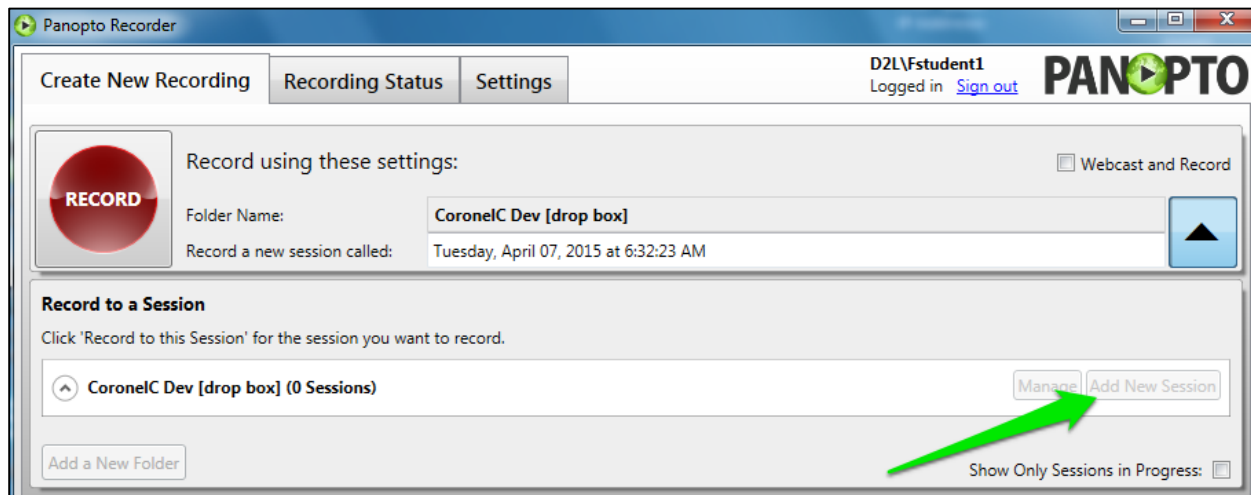 Panopto Recorder
Create New Recording
Recording Status
Settings
D2L\Fstudent1
Logged in Sign out
PANOPTO
RECORD
Record using these settings:
Webcast and Record
Folder Name:
CoronelC Dev [drop box]
Record a new session called:
Tuesday, April 07, 2015 at 6:32:23 AM
Record to a Session
Click 'Record to this Session' for the session you want to record.
CoronelC Dev [drop box] (0 Sessions)
Manage
Add New Session
Add a New Folder
Show Only Sessions in Progress: